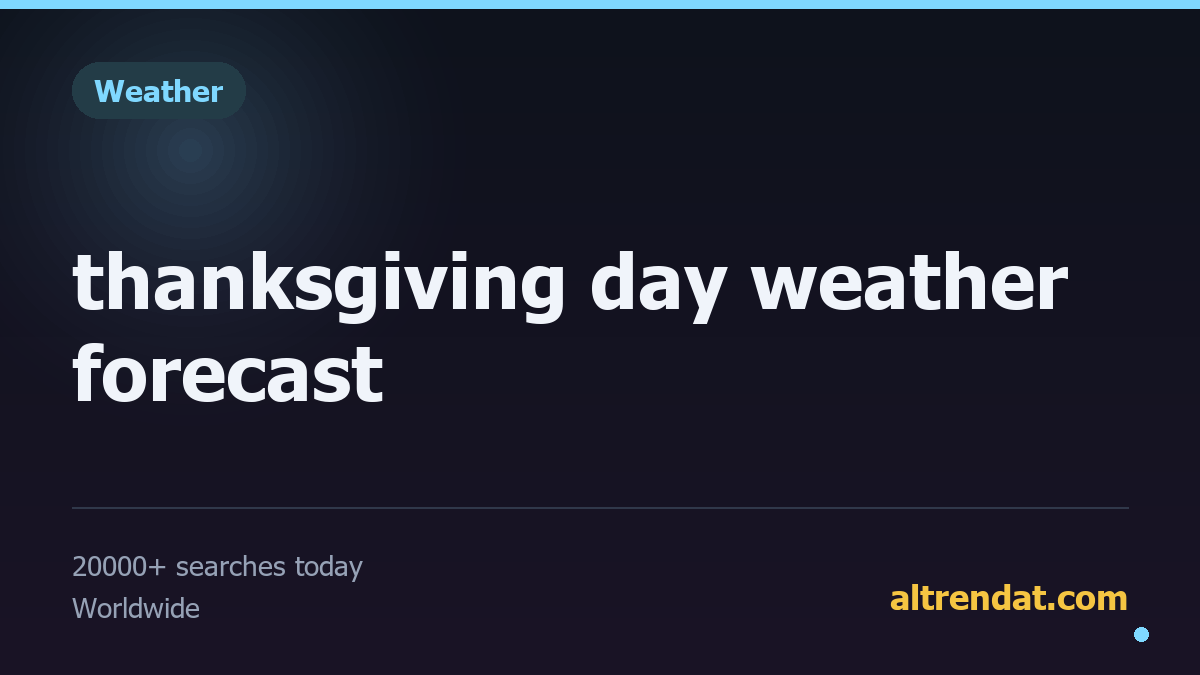 Weather
thanksgiving day weather
forecast
20000+ searches today
Worldwide
altrendat.com